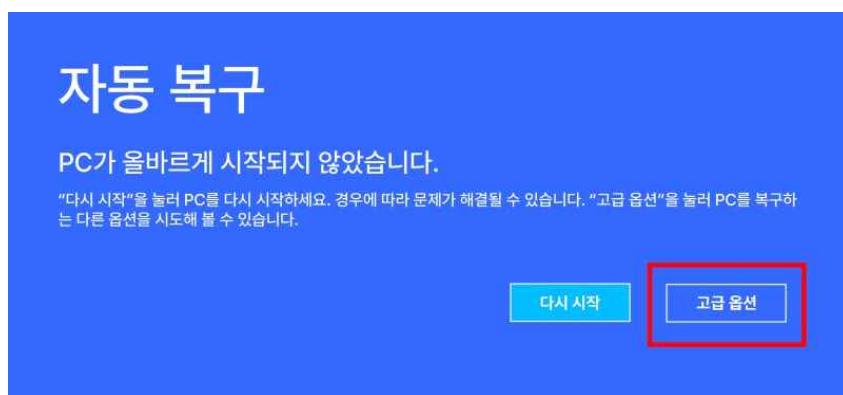 자동 복구
PC가 올바르게 시작되지 않았습니다.
“다시 시작”을 눌러 PC를 다시 시작하세요. 경우에 따라 문제가 해결될 수 있습니다. “고급 옵션”을 눌러 PC를 복구하
는 다른 옵션을 시도해 볼 수 있습니다.
다시 시작 고급 옵션